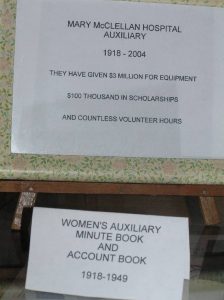 MARY McCLELLAN HOSPITAL
AUXILIARY
1918 - 2004
THEY HAVE GIVEN $3 MILLION FOR EQUIPMENT
$100 THOUSAND IN SCHOLARSHIPS
AND COUNTLESS VOLUNTEER HOURS
WOMEN'S AUXILIARY
MINUTE BOOK
AND
ACCOUNT BOOK
1918-1949